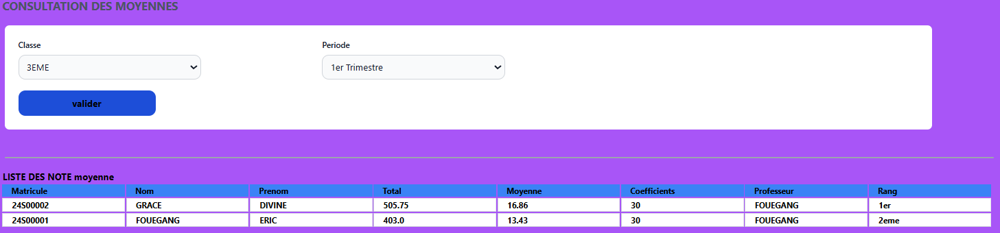 CONSULTATION DES MOYENNES
Classe Periode
3EME 1er Trimestre
valider
LISTE DES NOTE moyenne
Matricule Nom Prenom Total Moyenne Coefficients Professeur Rang
24S00002 GRACE DIVINE 505.75 16.86 30 FOUEGANG 1er
24S00001 FOUEGANG ERIC 403.0 13.43 30 FOUEGANG 2eme